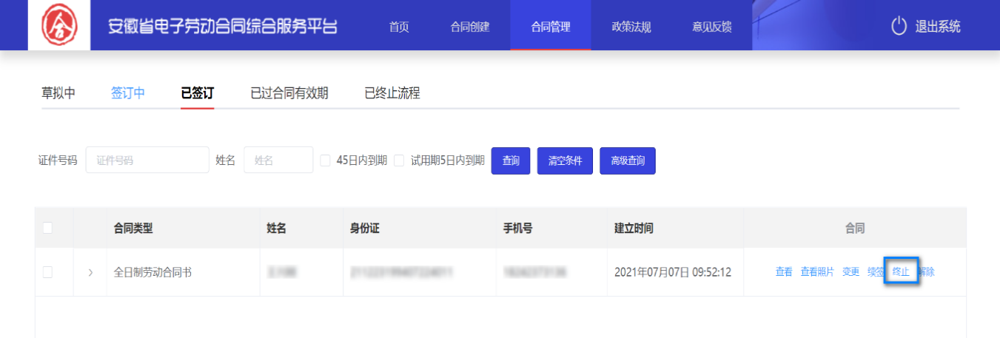 合 安徽省电子劳动合同综合服务平台 首页 合同创建 合同管理 政策法规 意见反馈 退出系统
草拟中 签订中 已签订 已过合同有效期 已终止流程
证件号码 证件号码 姓名 姓名 45日内到期 试用期5日内到期 查询 清空条件 高级查询
合同类型 姓名 身份证 手机号 建立时间 合同
全日制劳动合同书 2021年07月07日 09:52:12 查看 查看照片 变更 续签 终止 解除